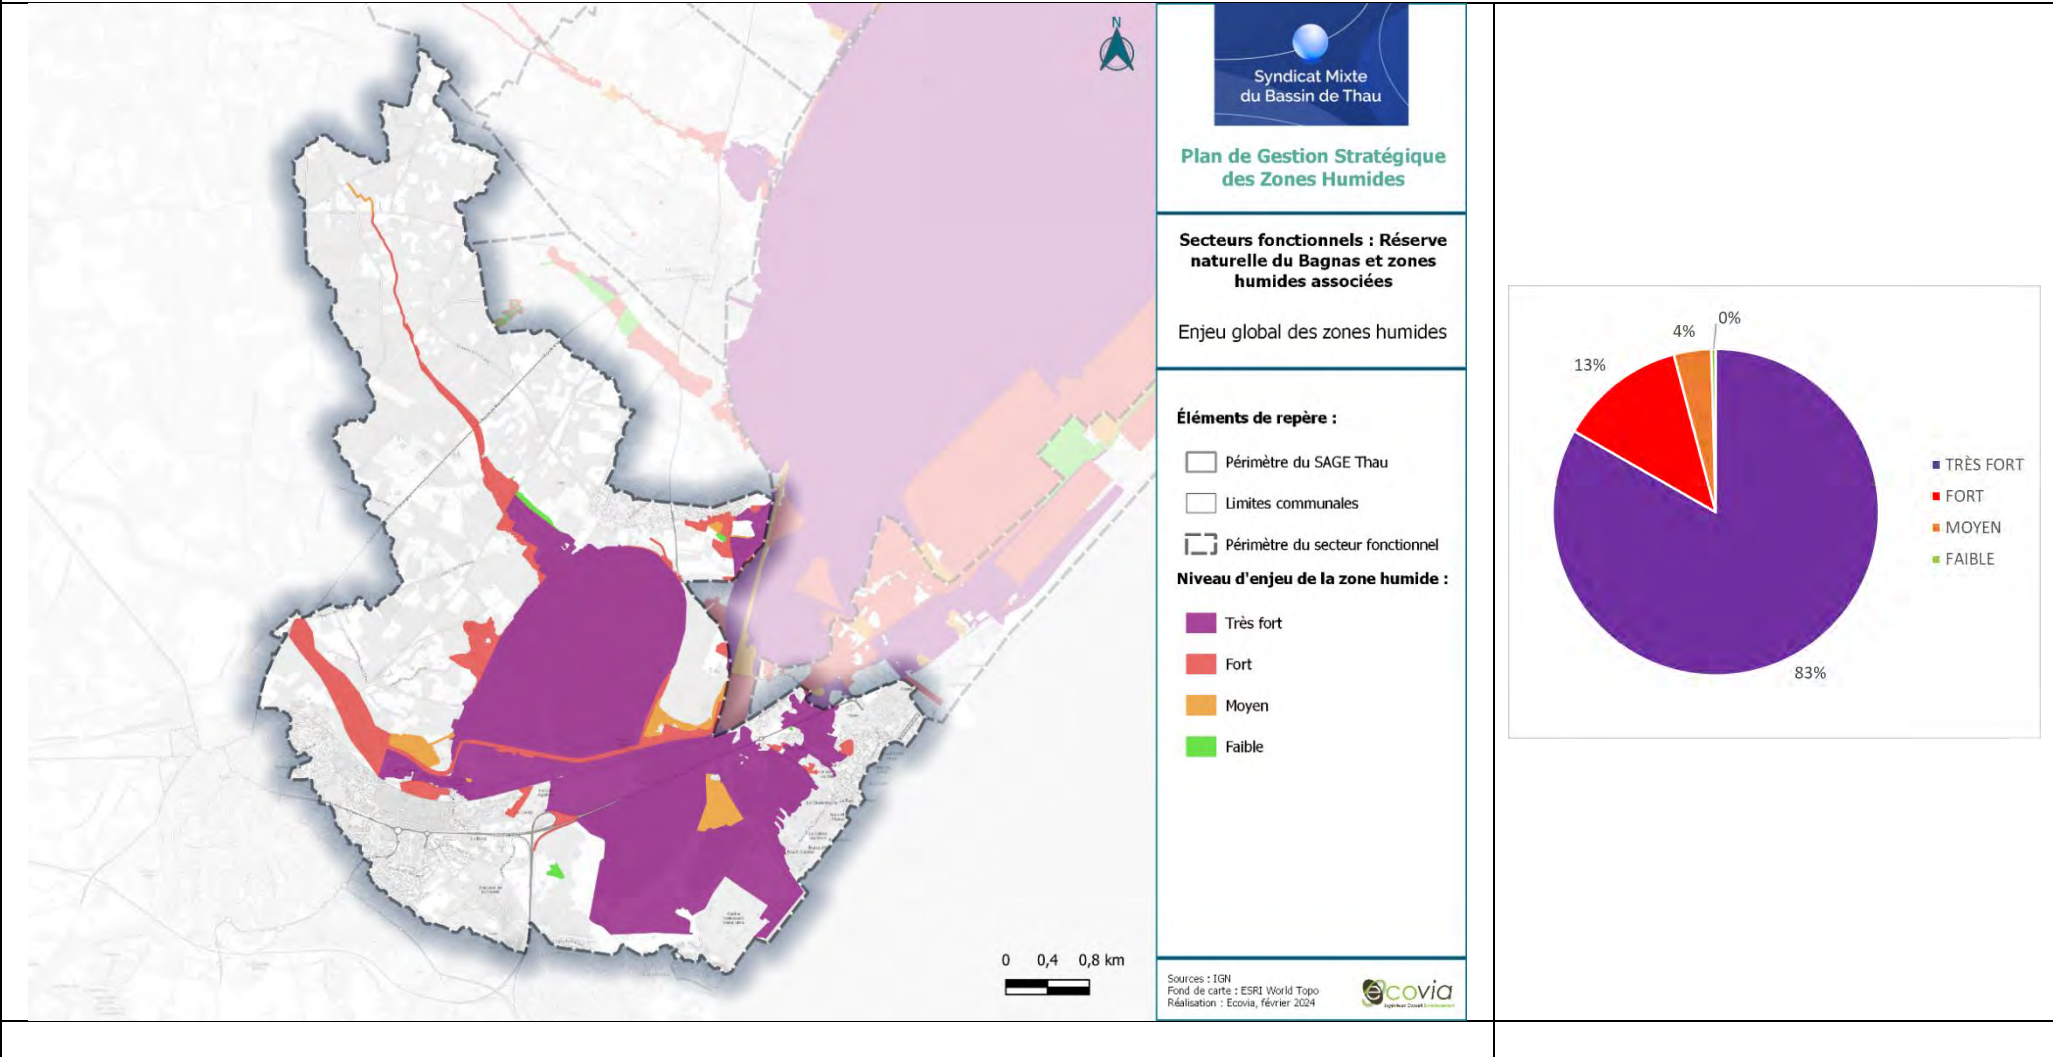 N
Syndicat Mixte
du Bassin de Thau
Plan de Gestion Stratégique
des Zones Humides
Secteurs fonctionnels : Réserve
naturelle du Bagnas et zones
humides associées
Enjeu global des zones humides
Éléments de repère :
Périmètre du SAGE Thau
Limites communales
Périmètre du secteur fonctionnel
Niveau d'enjeu de la zone humide :
Très fort
Fort
Moyen
Faible
0 0,4 0,8 km
Sources : IGN
Fond de carte : ESRI World Topo
Réalisation : Ecovia, février 2024
ecovia
0%
4%
13%
83%
TRÈS FORT
FORT
MOYEN
FAIBLE